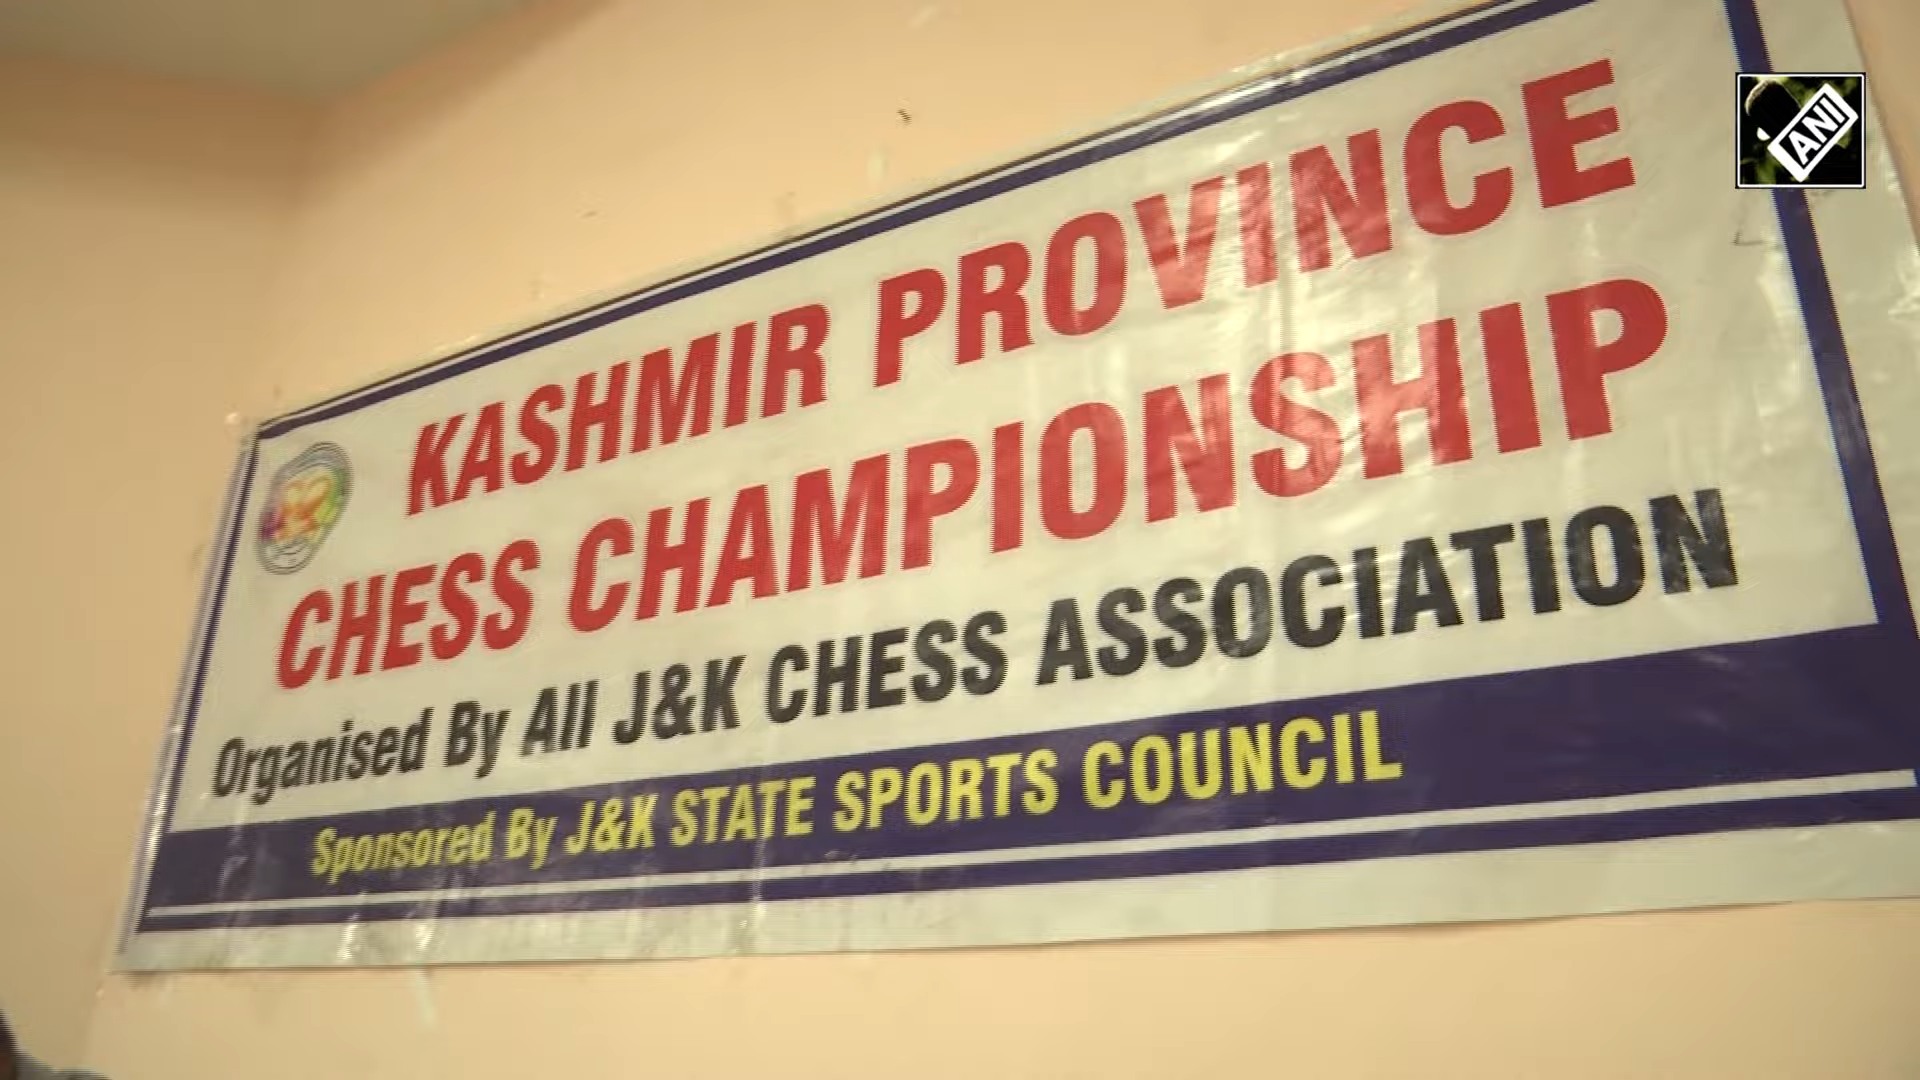 KASHMIR PROVINCE
CHESS CHAMPIONSHIP
Organised By All J&K CHESS ASSOCIATION
Sponsored By J&K STATE SPORTS COUNCIL
ANI